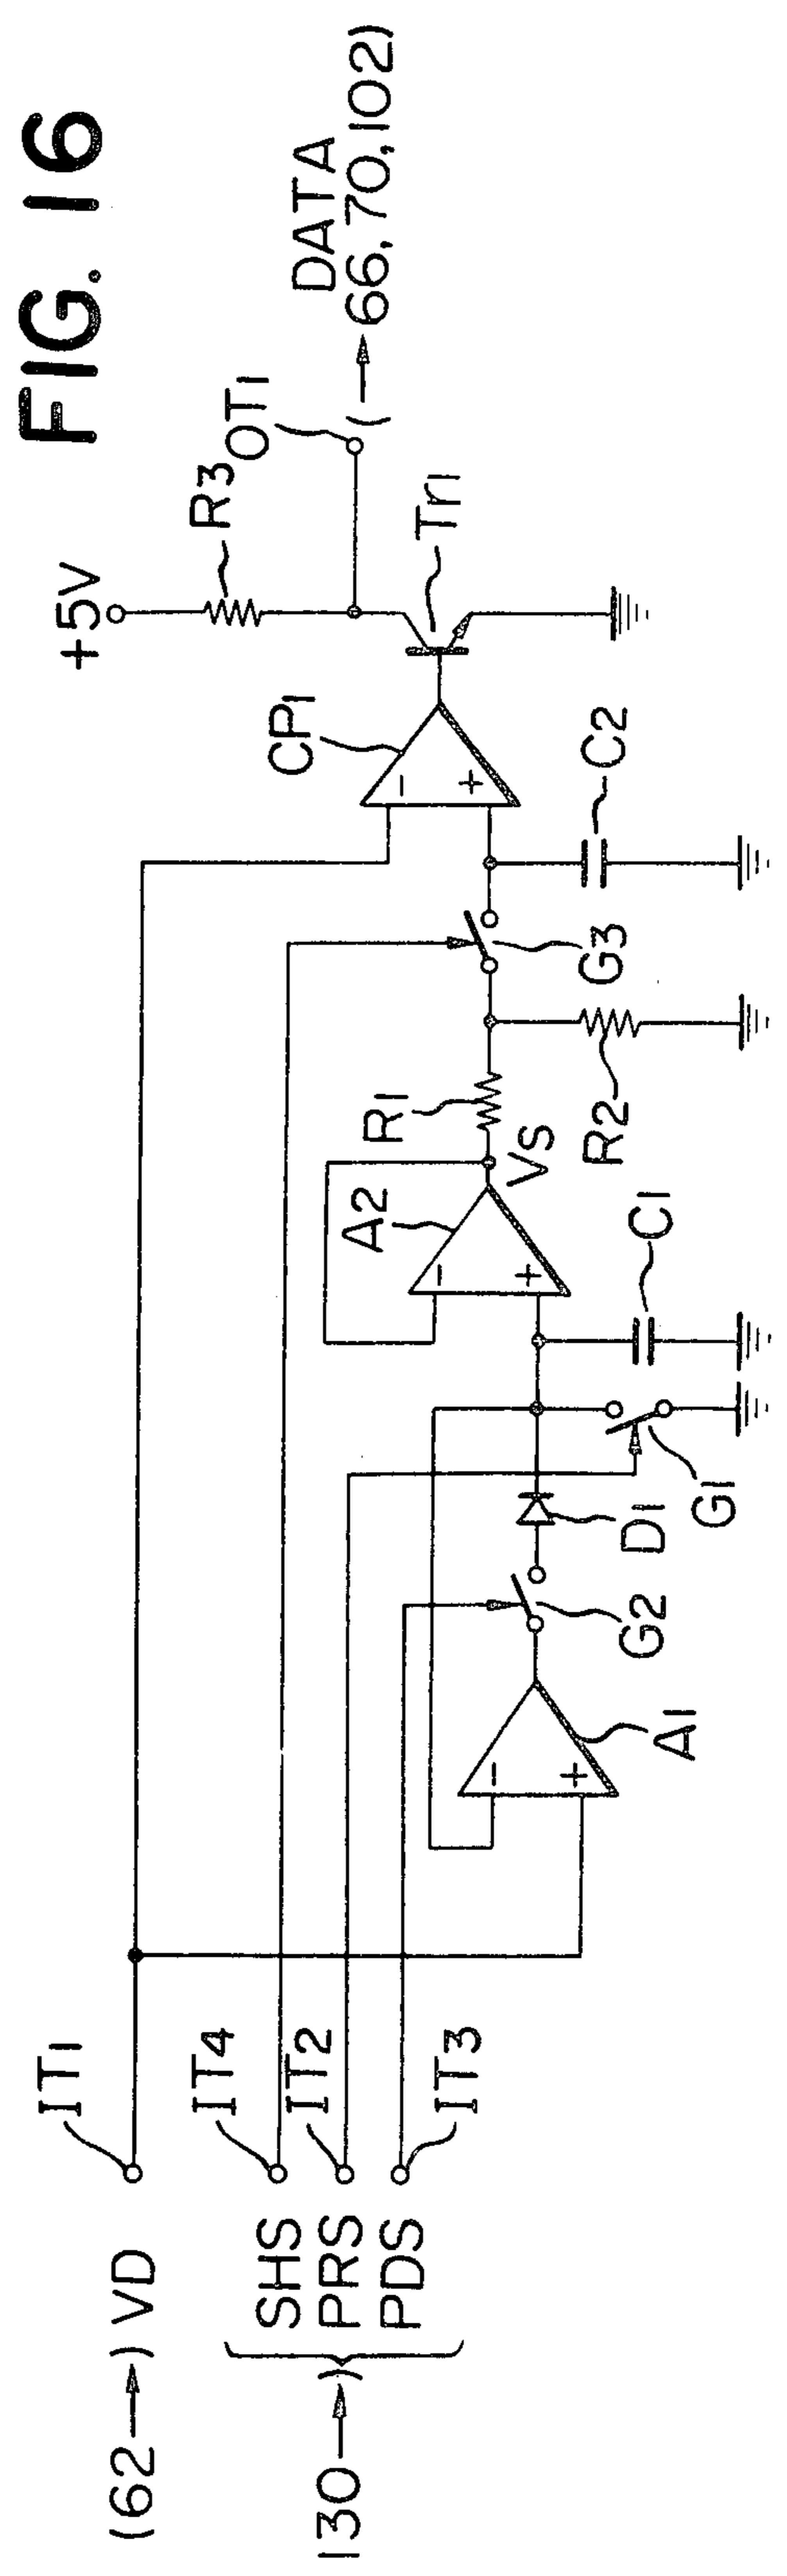 FIG. 16
(62→) VD
IT1
SHS
PRS
PDS
130→)
IT4
IT2
IT3
A1
-
+
G2
D1
G1
C1
A2
-
+
VS
R1
R2
G3
C2
CP1
-
+
Tr1
+5V
R3
OT1
DATA
(→66,70,102)